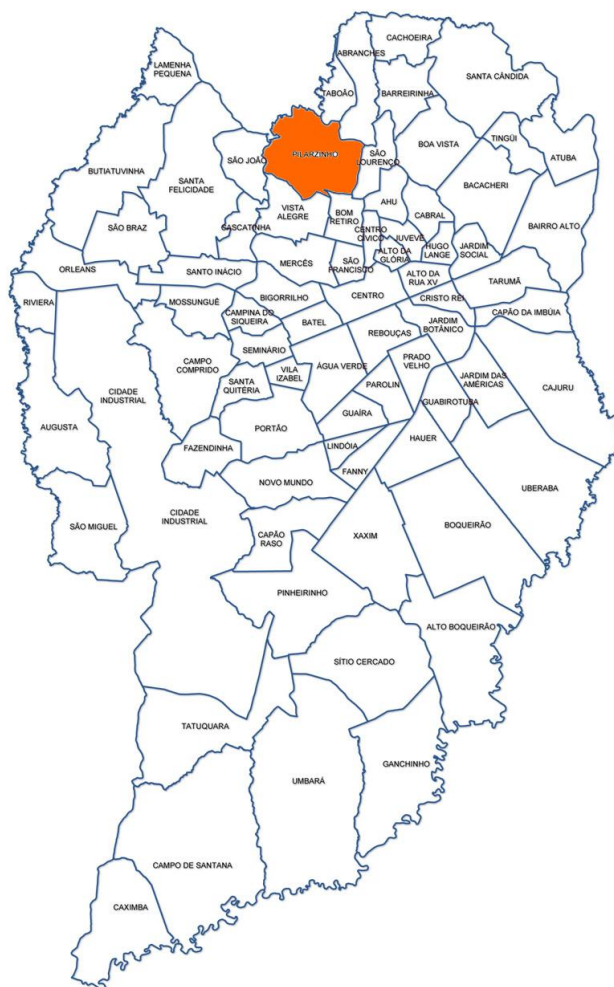 CACHOEIRA
ABRANCHES
LAMENHA
PEQUENA
SANTA CÂNDIDA
TABOÃO
BARREIRINHA
TINGÜI
BOA VISTA
PILARZINHO
SÃO
LOURENÇO
ATUBA
SÃO JOÃO
BUTIATUVINHA
BACACHERI
SANTA
FELICIDADE
AHU
VISTA
ALEGRE
BOM
RETIRO
CABRAL
BAIRRO ALTO
SÃO BRAZ
CASCATINHA
CENTRO
CÍVICO
JUVEVÊ
HUGO
LANGE
JARDIM
SOCIAL
ALTO DA
GLÓRIA
MERCÊS
SÃO
FRANCISCO
ORLEANS
SANTO INÁCIO
ALTO DA
RUA XV
TARUMÃ
RIVIERA
MOSSUNGUÊ
BIGORRILHO
CENTRO
CRISTO REI
CAPÃO DA IMBÚIA
CAMPINA DO
SIQUEIRA
BATEL
REBOUÇAS
JARDIM
BOTÂNICO
SEMINÁRIO
CAMPO
COMPRIDO
ÁGUA VERDE
PRADO
VELHO
VILA
IZABEL
SANTA
QUITÉRIA
PAROLIN
JARDIM DAS
AMÉRICAS
CAJURU
CIDADE
INDUSTRIAL
GUABIROTUSA
GUAÍRA
AUGUSTA
PORTÃO
HAUER
FAZENDINHA
LINDÓIA
FANNY
NOVO MUNDO
UBERABA
CIDADE
INDUSTRIAL
SÃO MIGUEL
BOQUEIRÃO
CAPÃO
RASO
XAXIM
PINHEIRINHO
ALTO BOQUEIRÃO
SÍTIO CERCADO
TATUQUARA
GANCHINHO
UMBARÁ
CAMPO DE SANTANA
CAXIMBA